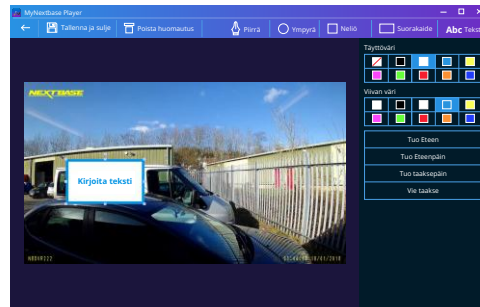 MyNextbase Player
Tallenna ja sulje
Poista huomautus
Piirrä
Ympyrä
Neliö
Suorakaide
Abc Tekst
Täyttöväri
Viivan väri
Tuo Eteen
Tuo Eteenpäin
Tuo taaksepäin
Vie taakse
NEXTBASE
Kirjoita teksti